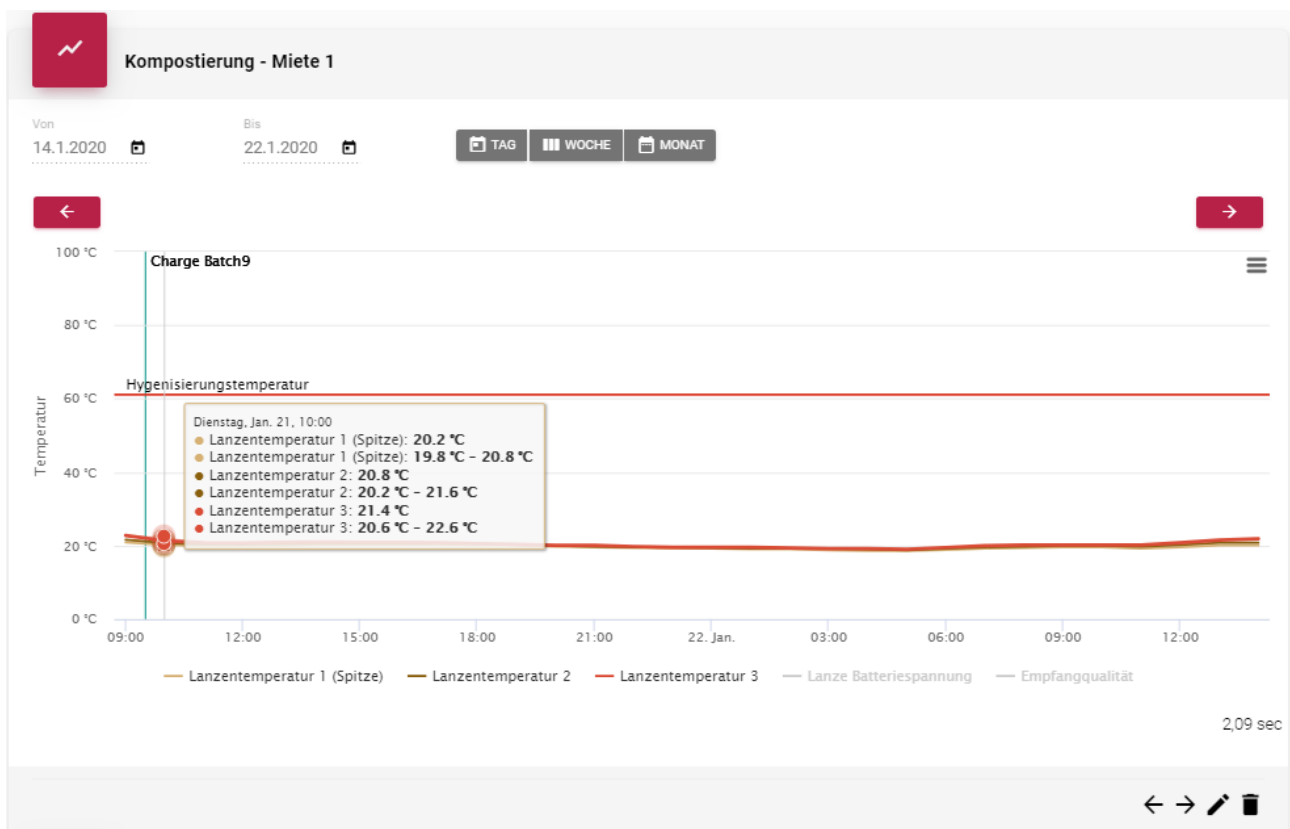 Kompostierung - Miete 1
Von
Bis
14.1.2020
22.1.2020
TAG
WOCHE
MONAT
100 °C
Charge Batch9
80 °C
Hygenisierungstemperatur
60 °C
Temperatur
Dienstag, Jan. 21, 10:00
Lanzentemperatur 1 (Spitze): 20.2 °C
Lanzentemperatur 1 (Spitze): 19.8 °C - 20.8 °C
Lanzentemperatur 2: 20.8 °C
Lanzentemperatur 2: 20.2 °C - 21.6 °C
Lanzentemperatur 3: 21.4 °C
Lanzentemperatur 3: 20.6 °C - 22.6 °C
40 °C
20 °C
0 °C
09:00 12:00 15:00 18:00 21:00 22. Jan. 03:00 06:00 09:00 12:00
Lanzentemperatur 1 (Spitze) Lanzentemperatur 2 Lanzentemperatur 3 Lanze Batteriespannung Empfangqualität
2,09 sec